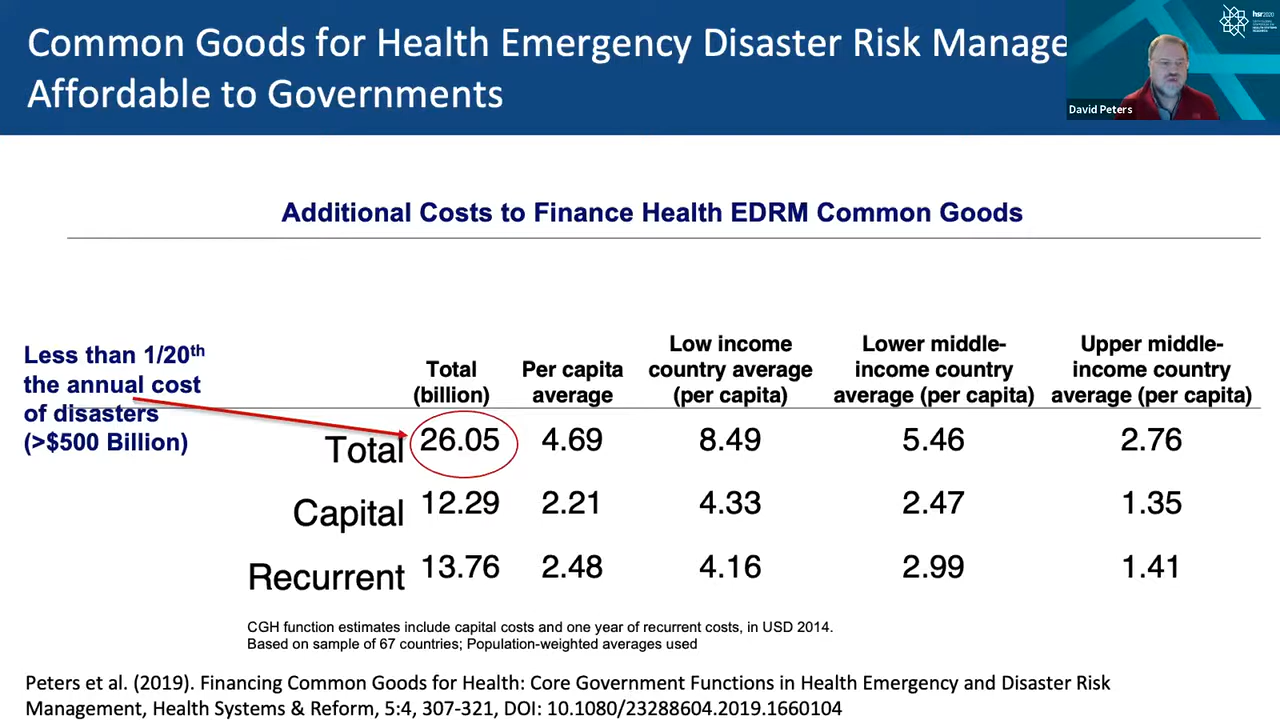 Common Goods for Health Emergency Disaster Risk Manage
Affordable to Governments
hsr2020
David Peters
Additional Costs to Finance Health EDRM Common Goods
Less than 1/20th
the annual cost
of disasters
(>$500 Billion)
Total
(billion)
Per capita
average
Low income
country average
(per capita)
Lower middle-
income country
average (per capita)
Upper middle-
income country
average (per capita)
Total 26.05 4.69 8.49 5.46 2.76
Capital 12.29 2.21 4.33 2.47 1.35
Recurrent 13.76 2.48 4.16 2.99 1.41
CGH function estimates include capital costs and one year of recurrent costs, in USD 2014.
Based on sample of 67 countries; Population-weighted averages used
Peters et al. (2019). Financing Common Goods for Health: Core Government Functions in Health Emergency and Disaster Risk
Management, Health Systems & Reform, 5:4, 307-321, DOI: 10.1080/23288604.2019.1660104